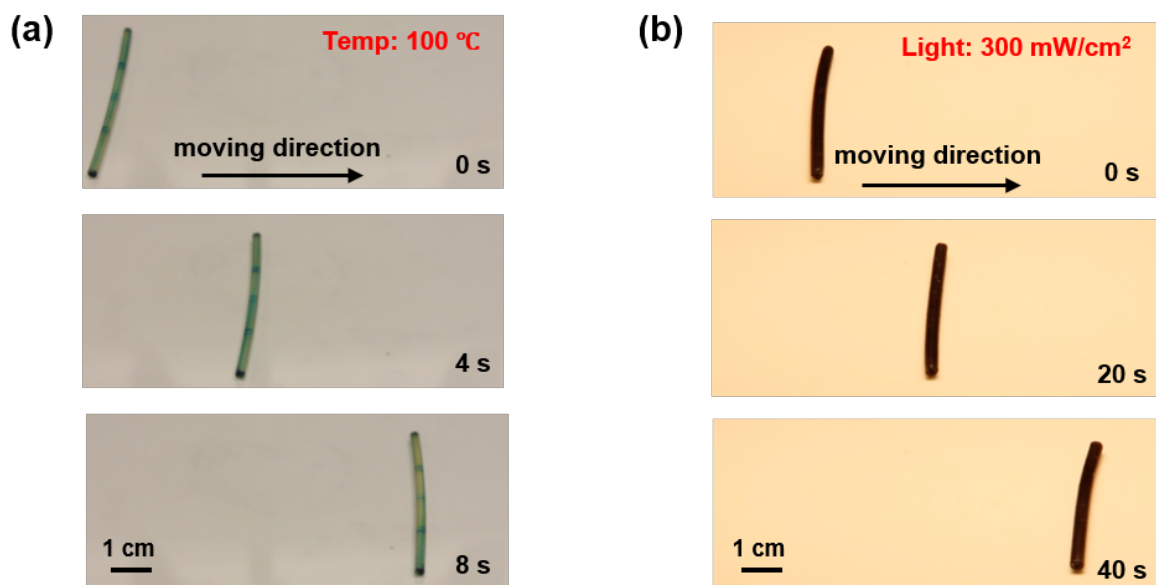 (a)
Temp: 100 ℃
moving direction
0 s
4 s
1 cm
8 s
(b)
Light: 300 mW/cm²
moving direction
0 s
20 s
1 cm
40 s